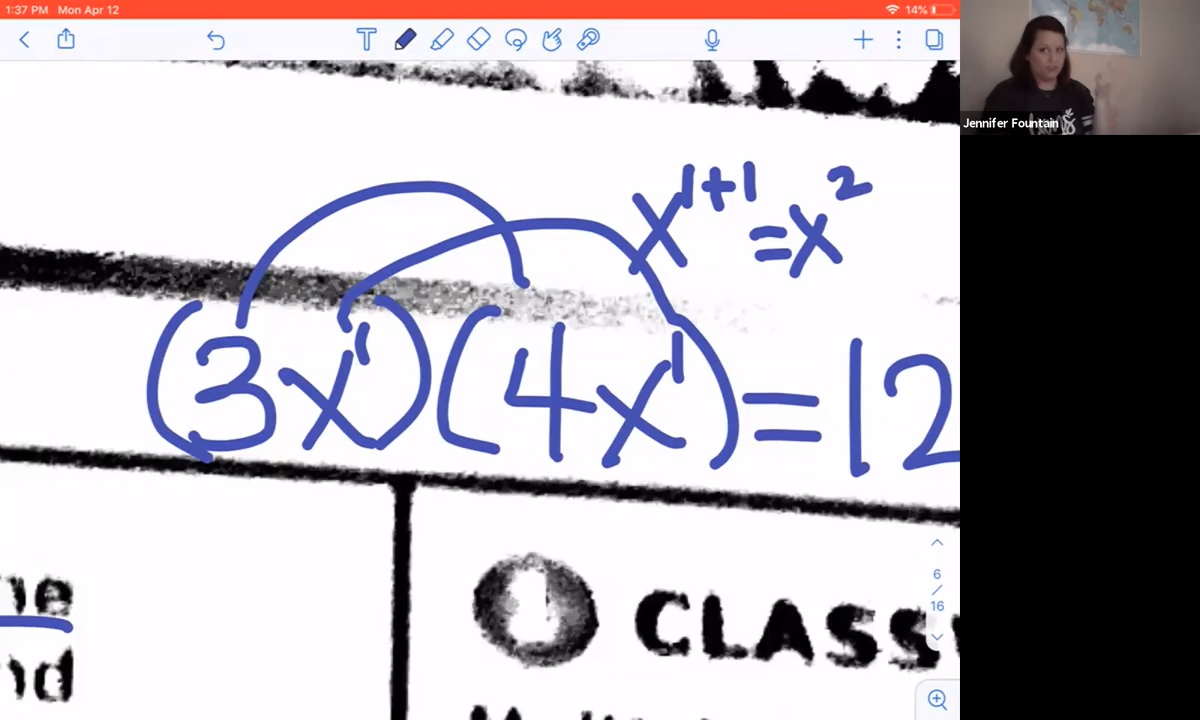 1:37 PM Mon Apr 12
14%
Jennifer Fountain
x¹⁺¹ = x²
(3x¹)(4x¹) = 12
6
/
16
CLASS